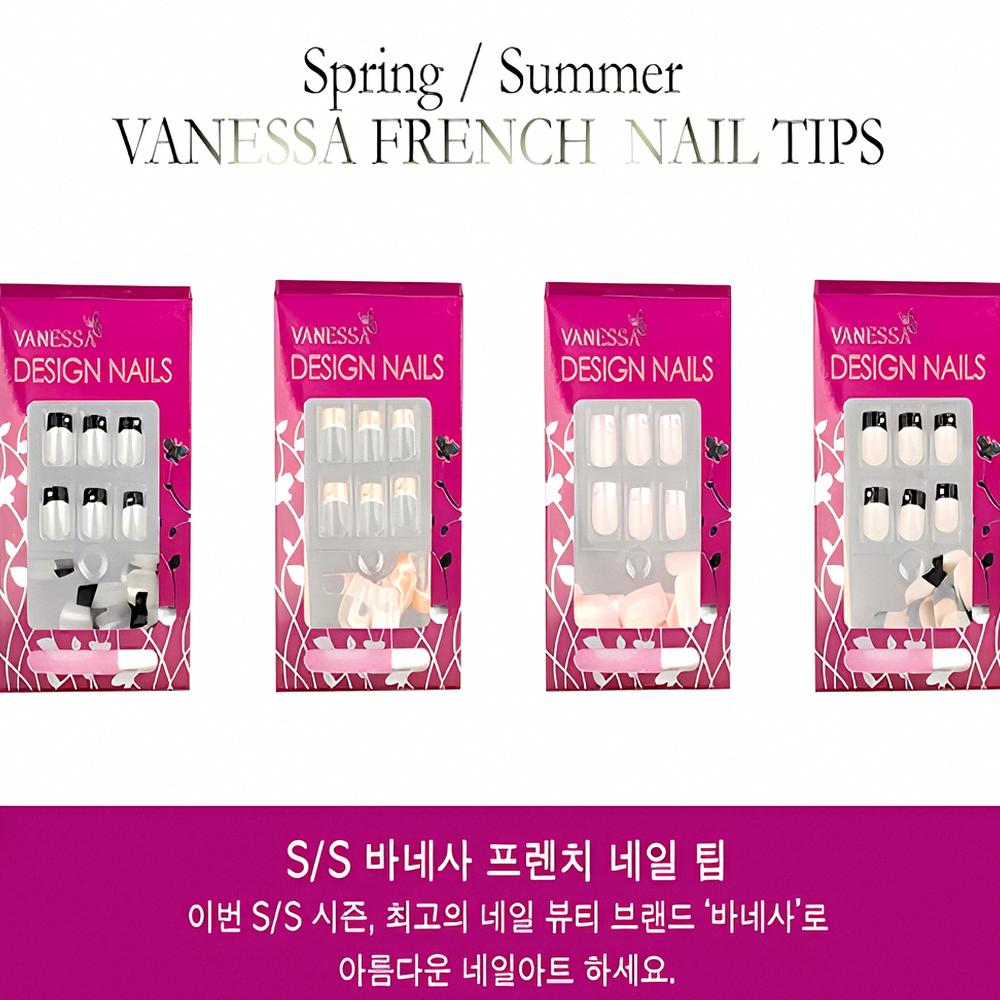 Spring / Summer
VANESSA FRENCH NAIL TIPS
VANESSA
DESIGN NAILS
VANESSA
DESIGN NAILS
VANESSA
DESIGN NAILS
VANESSA
DESIGN NAILS
S/S 바네사 프렌치 네일 팁
이번 S/S 시즌, 최고의 네일 뷰티 브랜드 ‘바네사’로
아름다운 네일아트 하세요.